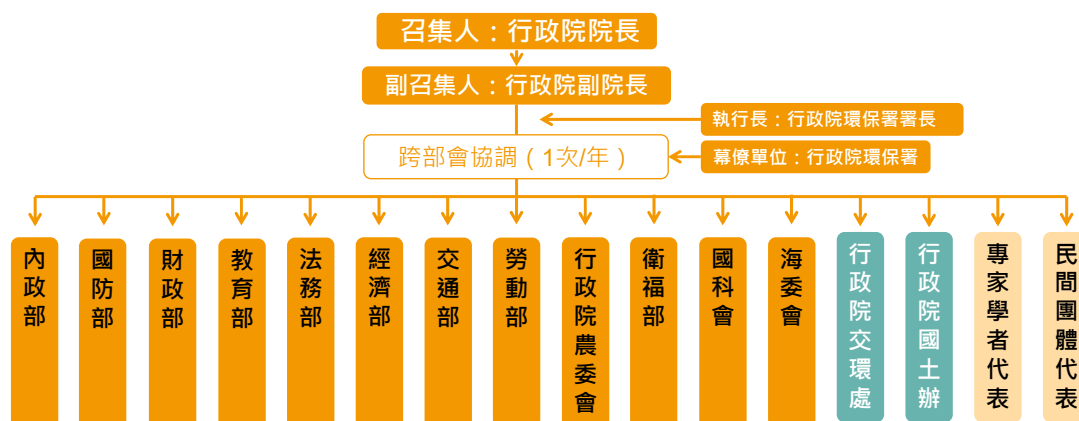 召集人：行政院院長
副召集人：行政院副院長
執行長：行政院環保署署長
跨部會協調（1次/年）
幕僚單位：行政院環保署
內政部
國防部
財政部
教育部
法務部
經濟部
交通部
勞動部
行政院農委會
衛福部
國科會
海委會
行政院交環處
行政院國土辦
專家學者代表
民間團體代表